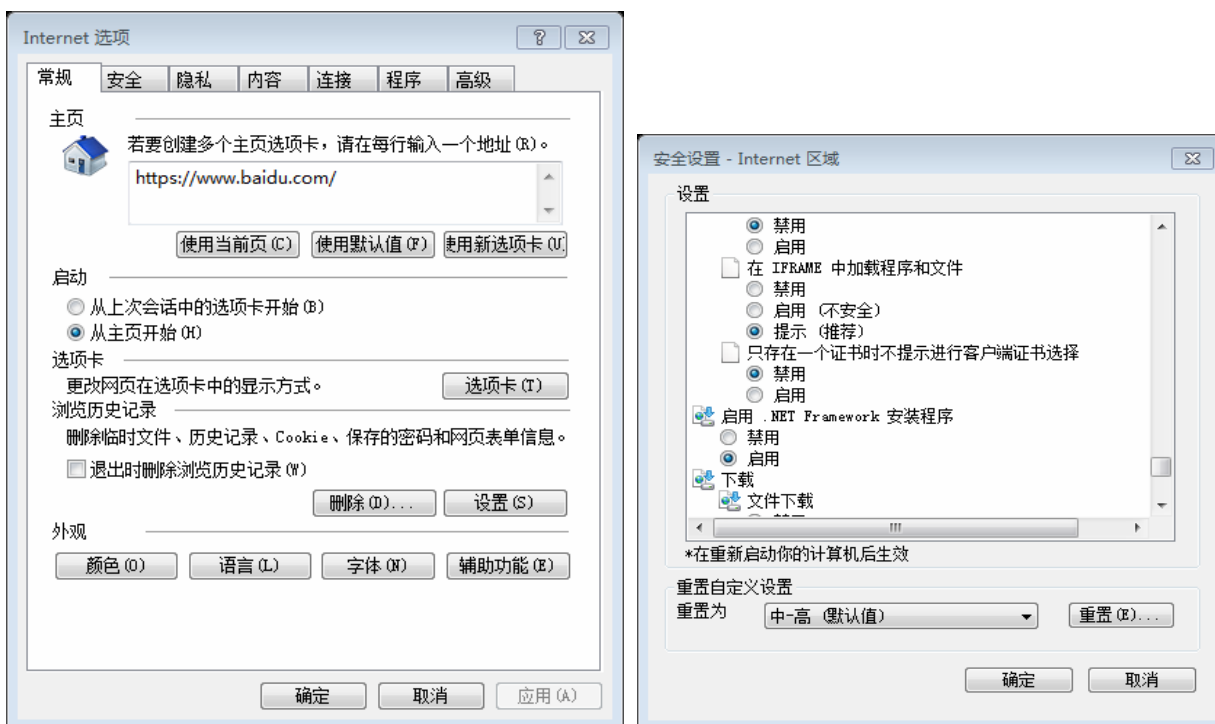 Internet 选项
常规 安全 隐私 内容 连接 程序 高级
主页
若要创建多个主页选项卡，请在每行输入一个地址(R)。
https://www.baidu.com/
使用当前页(C) 使用默认值(F) 使用新选项卡(U)
启动
从上次会话中的选项卡开始(B)
从主页开始(H)
选项卡
更改网页在选项卡中的显示方式。 选项卡(T)
浏览历史记录
删除临时文件、历史记录、Cookie、保存的密码和网页表单信息。
退出时删除浏览历史记录(W)
删除(D)... 设置(S)
外观
颜色(O) 语言(L) 字体(N) 辅助功能(E)
确定 取消 应用(A)
安全设置 - Internet 区域
设置
禁用
启用
在 IFRAME 中加载程序和文件
禁用
启用 (不安全)
提示 (推荐)
只存在一个证书时不提示进行客户端证书选择
禁用
启用
启用 .NET Framework 安装程序
禁用
启用
下载
文件下载
*在重新启动你的计算机后生效
重置自定义设置
重置为 中-高 (默认值) 重置(E)...
确定 取消